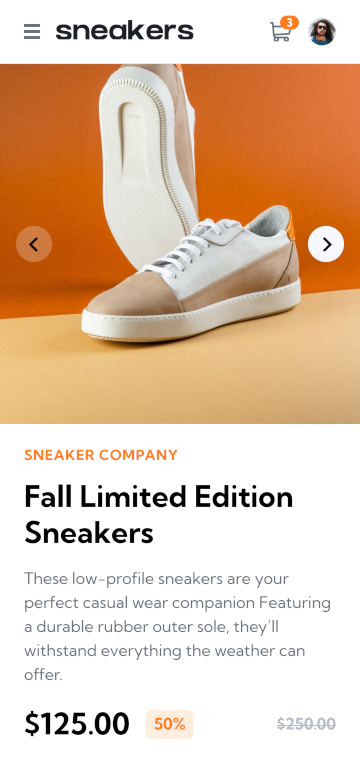 sneakers
3
SNEAKER COMPANY
Fall Limited Edition
Sneakers
These low-profile sneakers are your
perfect casual wear companion Featuring
a durable rubber outer sole, they'll
withstand everything the weather can
offer.
$125.00 50% $250.00